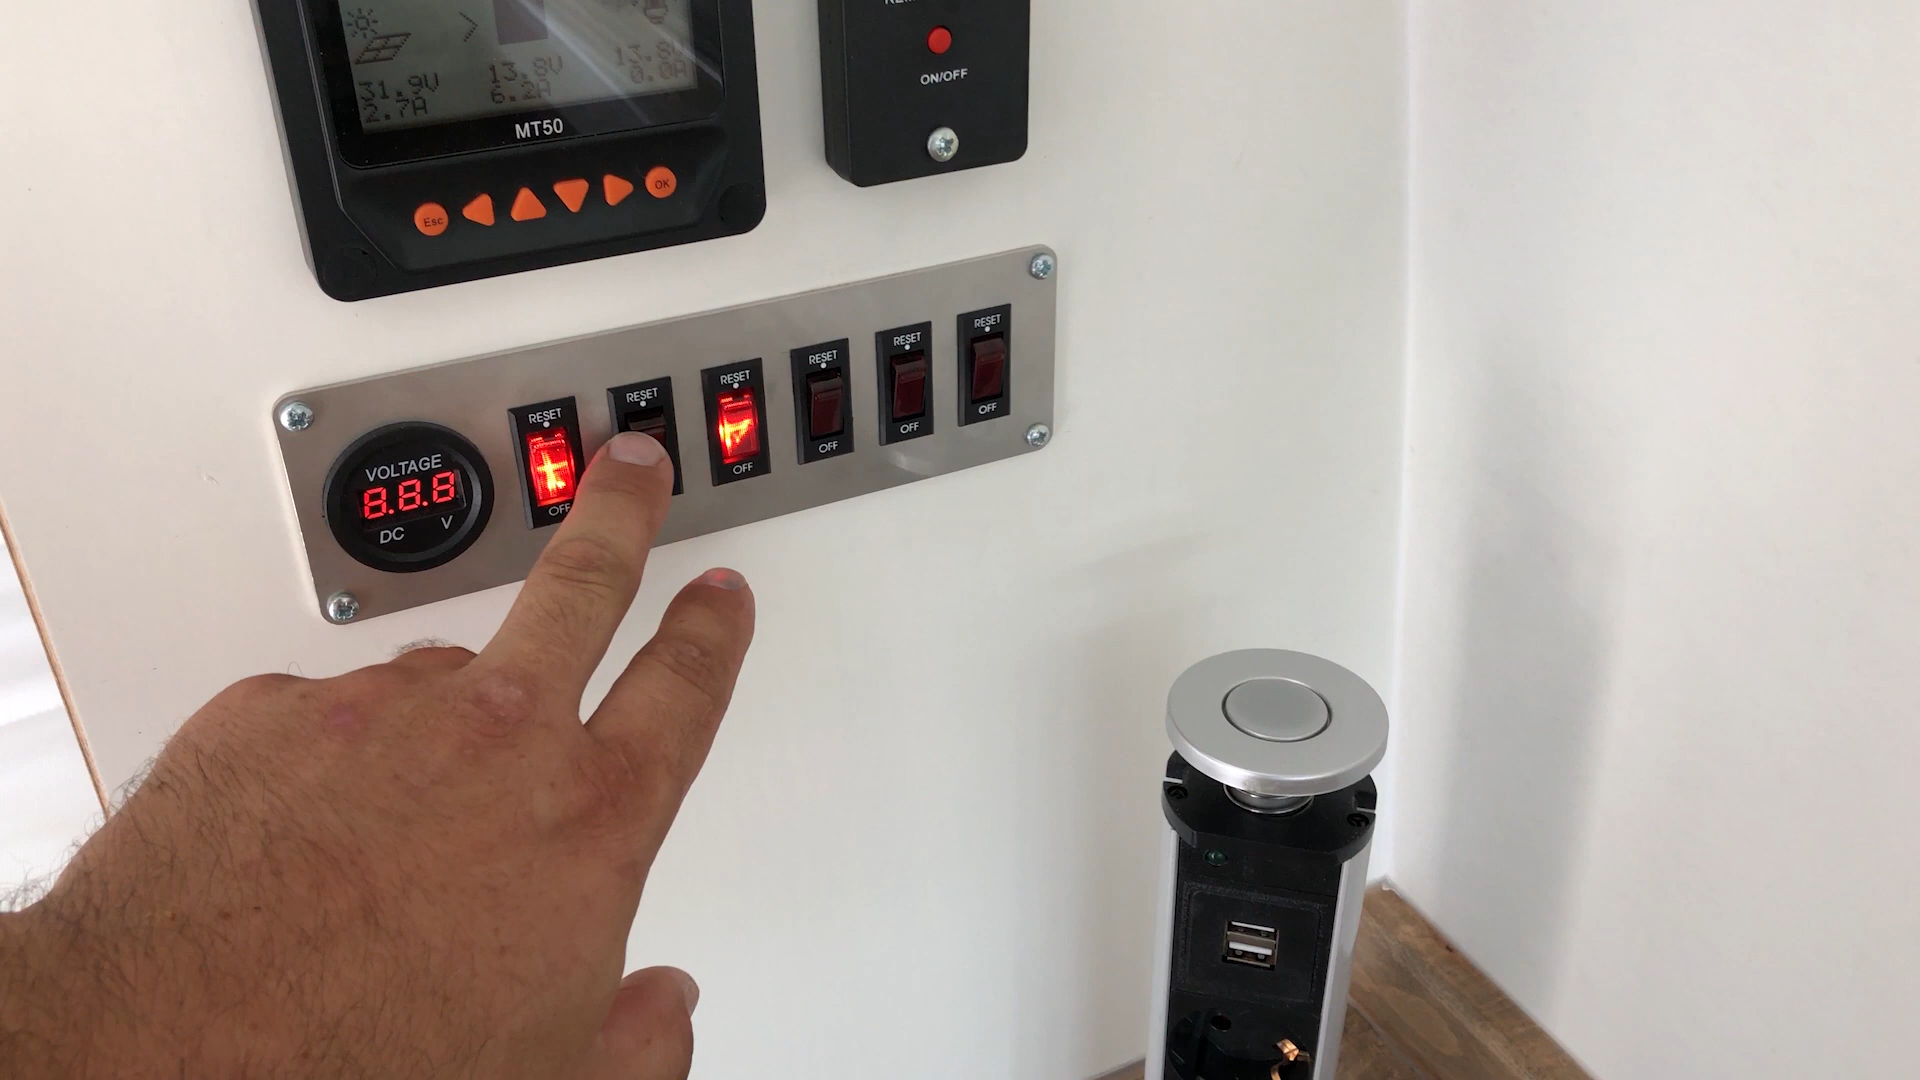 31.9V
2.7A
13.8V
6.2A
13.8V
0.0A
MT50
Esc
OK
ON/OFF
VOLTAGE
8.8.8
DC V
RESET
OFF
RESET
RESET
OFF
RESET
OFF
RESET
OFF
RESET
OFF